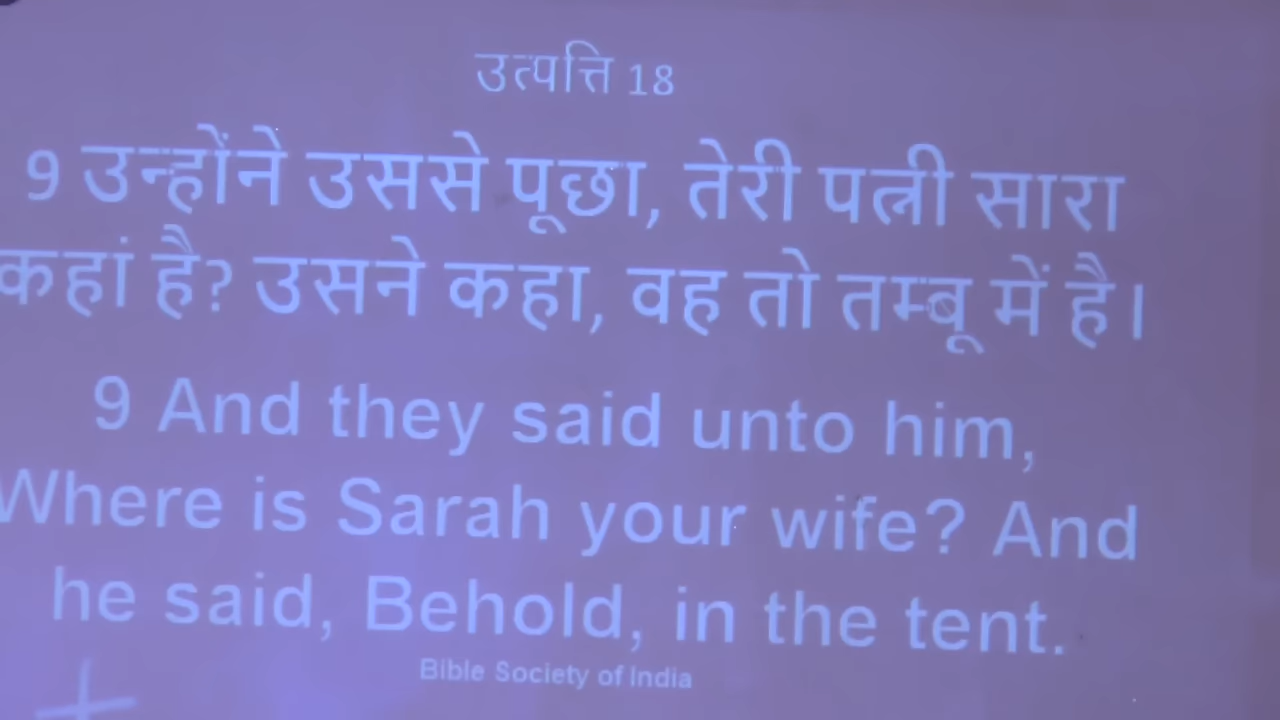 उत्पत्ति 18
9 उन्होंने उससे पूछा, तेरी पत्नी सारा
कहां है? उसने कहा, वह तो तम्बू में है।
9 And they said unto him,
Where is Sarah your wife? And
he said, Behold, in the tent.
Bible Society of India